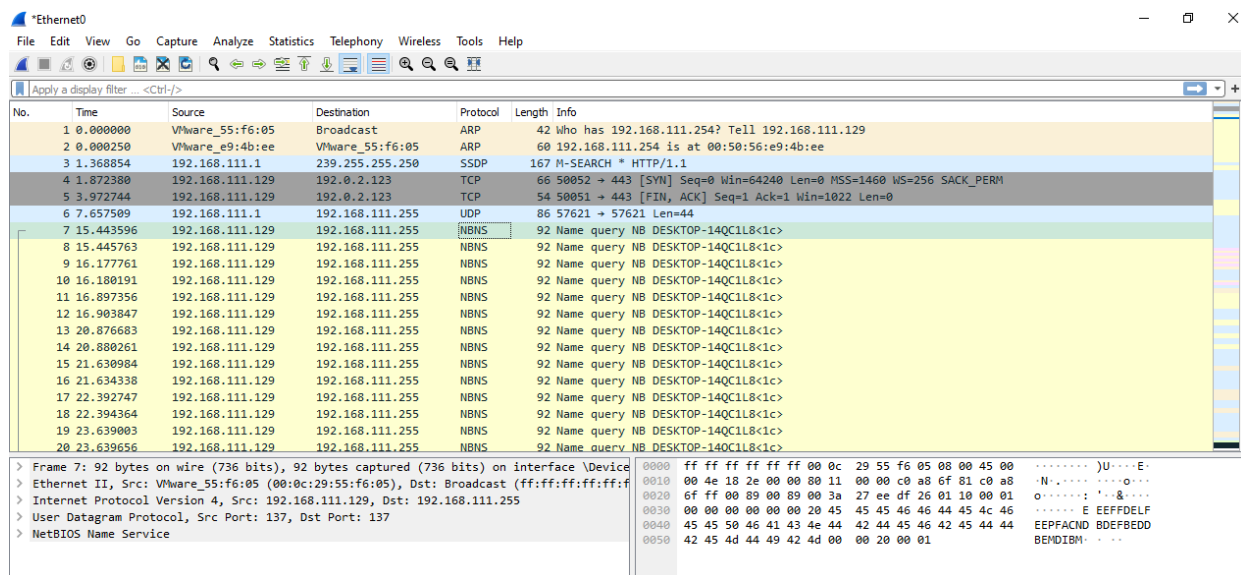 *Ethernet0
File Edit View Go Capture Analyze Statistics Telephony Wireless Tools Help
Apply a display filter ... <Ctrl-/>
No. Time Source Destination Protocol Length Info
1 0.000000 VMware_55:f6:05 Broadcast ARP 42 Who has 192.168.111.254? Tell 192.168.111.129
2 0.000250 VMware_e9:4b:ee VMware_55:f6:05 ARP 60 192.168.111.254 is at 00:50:56:e9:4b:ee
3 1.368854 192.168.111.1 239.255.255.250 SSDP 167 M-SEARCH * HTTP/1.1
4 1.872380 192.168.111.129 192.0.2.123 TCP 66 50052 → 443 [SYN] Seq=0 Win=64240 Len=0 MSS=1460 WS=256 SACK_PERM
5 3.972744 192.168.111.129 192.0.2.123 TCP 54 50051 → 443 [FIN, ACK] Seq=1 Ack=1 Win=1022 Len=0
6 7.657509 192.168.111.1 192.168.111.255 UDP 86 57621 → 57621 Len=44
7 15.443596 192.168.111.129 192.168.111.255 NBNS 92 Name query NB DESKTOP-14QC1L8<1c>
8 15.445763 192.168.111.129 192.168.111.255 NBNS 92 Name query NB DESKTOP-14QC1L8<1c>
9 16.177761 192.168.111.129 192.168.111.255 NBNS 92 Name query NB DESKTOP-14QC1L8<1c>
10 16.180191 192.168.111.129 192.168.111.255 NBNS 92 Name query NB DESKTOP-14QC1L8<1c>
11 16.897356 192.168.111.129 192.168.111.255 NBNS 92 Name query NB DESKTOP-14QC1L8<1c>
12 16.903847 192.168.111.129 192.168.111.255 NBNS 92 Name query NB DESKTOP-14QC1L8<1c>
13 20.876683 192.168.111.129 192.168.111.255 NBNS 92 Name query NB DESKTOP-14QC1L8<1c>
14 20.880261 192.168.111.129 192.168.111.255 NBNS 92 Name query NB DESKTOP-14QC1L8<1c>
15 21.630984 192.168.111.129 192.168.111.255 NBNS 92 Name query NB DESKTOP-14QC1L8<1c>
16 21.634338 192.168.111.129 192.168.111.255 NBNS 92 Name query NB DESKTOP-14QC1L8<1c>
17 22.392747 192.168.111.129 192.168.111.255 NBNS 92 Name query NB DESKTOP-14QC1L8<1c>
18 22.394364 192.168.111.129 192.168.111.255 NBNS 92 Name query NB DESKTOP-14QC1L8<1c>
19 23.639003 192.168.111.129 192.168.111.255 NBNS 92 Name query NB DESKTOP-14QC1L8<1c>
20 23.639656 192.168.111.129 192.168.111.255 NBNS 92 Name query NB DESKTOP-14QC1L8<1c>
> Frame 7: 92 bytes on wire (736 bits), 92 bytes captured (736 bits) on interface \Device
> Ethernet II, Src: VMware_55:f6:05 (00:0c:29:55:f6:05), Dst: Broadcast (ff:ff:ff:ff:ff:f
> Internet Protocol Version 4, Src: 192.168.111.129, Dst: 192.168.111.255
> User Datagram Protocol, Src Port: 137, Dst Port: 137
> NetBIOS Name Service
0000 ff ff ff ff ff ff 00 0c 29 55 f6 05 08 00 45 00 ········ )U····E·
0010 00 4e 18 2e 00 00 80 11 00 00 c0 a8 6f 81 c0 a8 ·N·.···· ····o···
0020 6f ff 00 89 00 89 00 3a 27 ee df 26 01 10 00 01 o······: '··&····
0030 00 00 00 00 00 00 20 45 45 45 46 46 44 45 4c 46 ······ E EEFFDELF
0040 45 45 50 46 41 43 4e 44 42 44 45 46 42 45 44 44 EEPFACND BDEFBEDD
0050 42 45 4d 44 49 42 4d 00 00 20 00 01 BEMDIBM· · ··